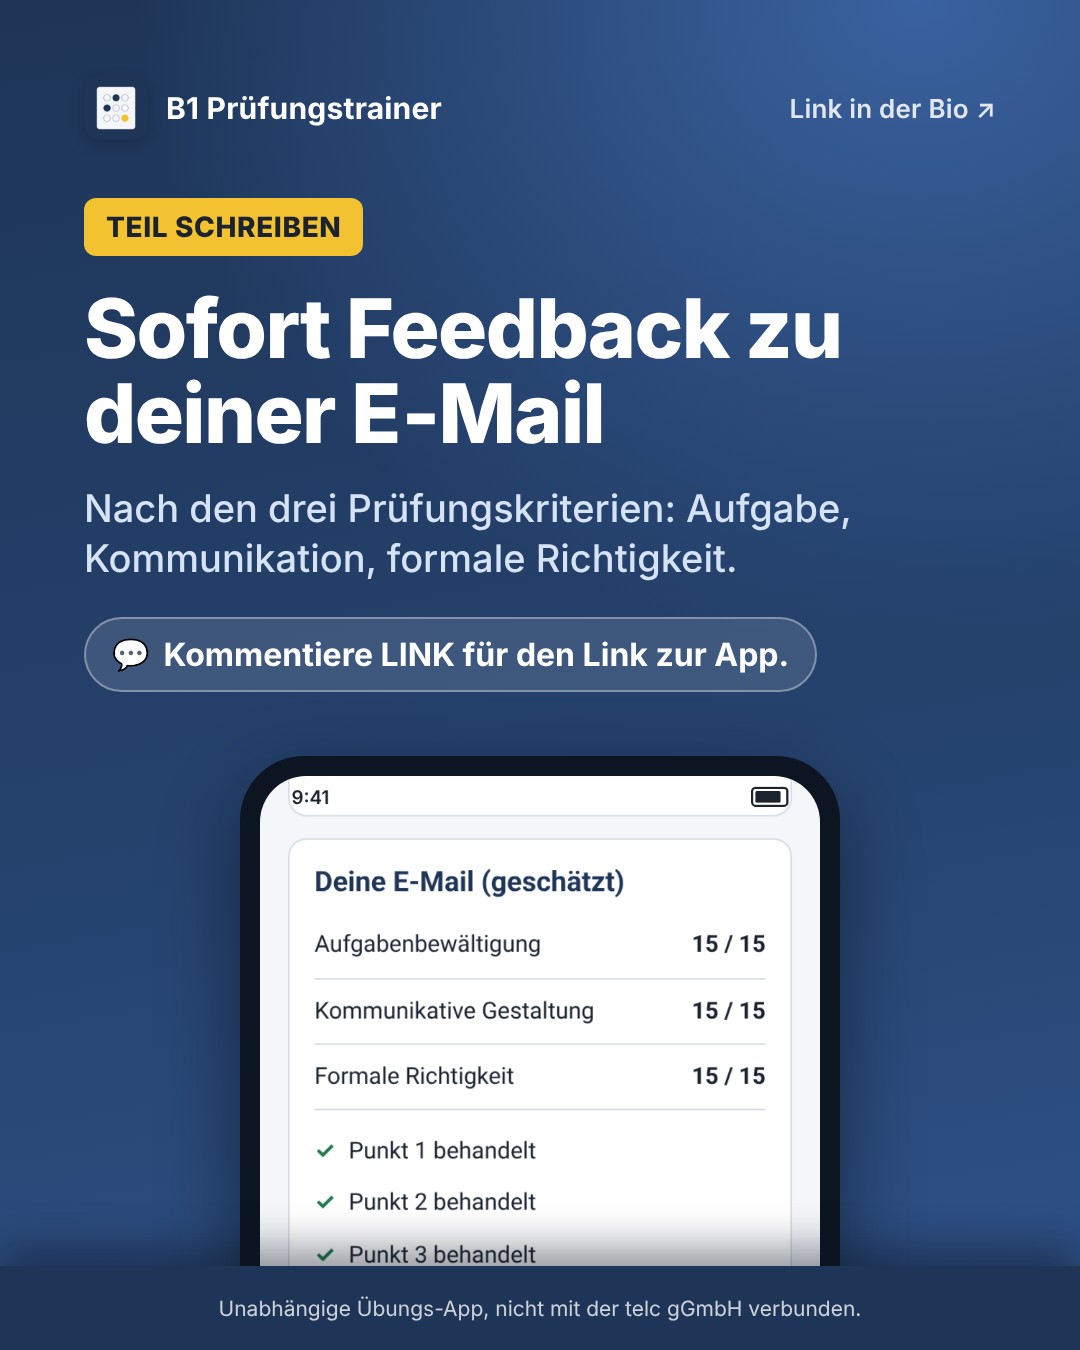 B1 Prüfungstrainer
Link in der Bio ↗
TEIL SCHREIBEN
Sofort Feedback zu
deiner E-Mail
Nach den drei Prüfungskriterien: Aufgabe,
Kommunikation, formale Richtigkeit.
💬 Kommentiere LINK für den Link zur App.
9:41
Deine E-Mail (geschätzt)
Aufgabenbewältigung 15 / 15
Kommunikative Gestaltung 15 / 15
Formale Richtigkeit 15 / 15
✓ Punkt 1 behandelt
✓ Punkt 2 behandelt
✓ Punkt 3 behandelt
Unabhängige Übungs-App, nicht mit der telc gGmbH verbunden.